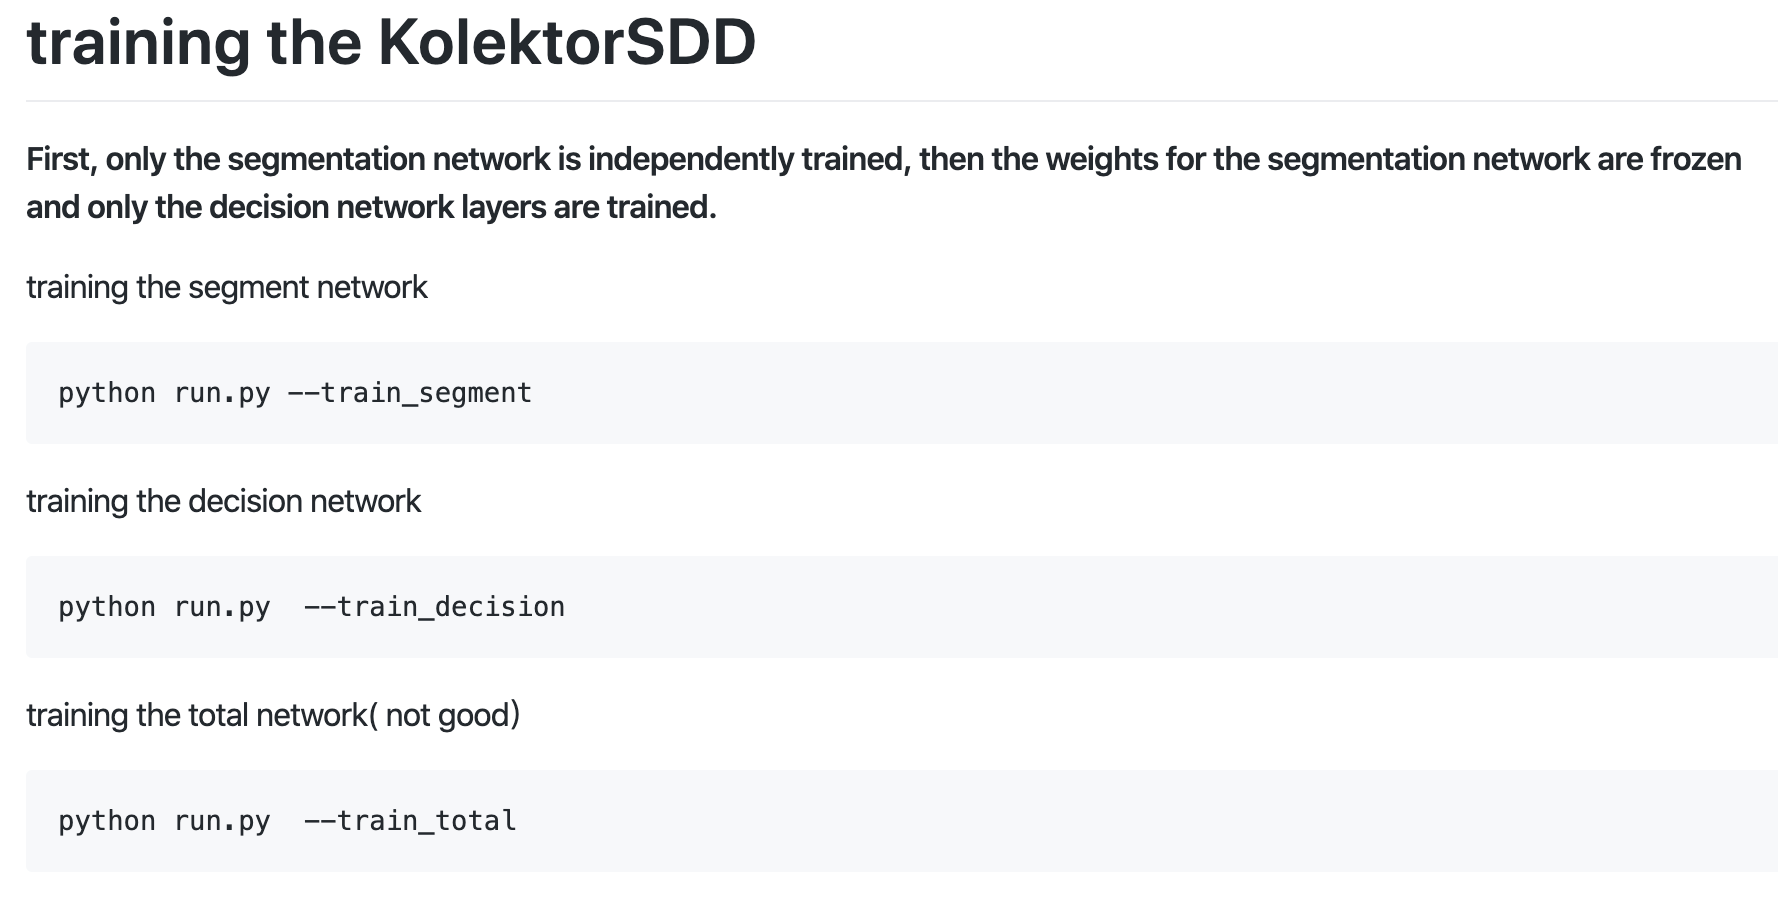 training the KolektorSDD
First, only the segmentation network is independently trained, then the weights for the segmentation network are frozen
and only the decision network layers are trained.
training the segment network
python run.py --train_segment
training the decision network
python run.py  --train_decision
training the total network( not good)
python run.py  --train_total